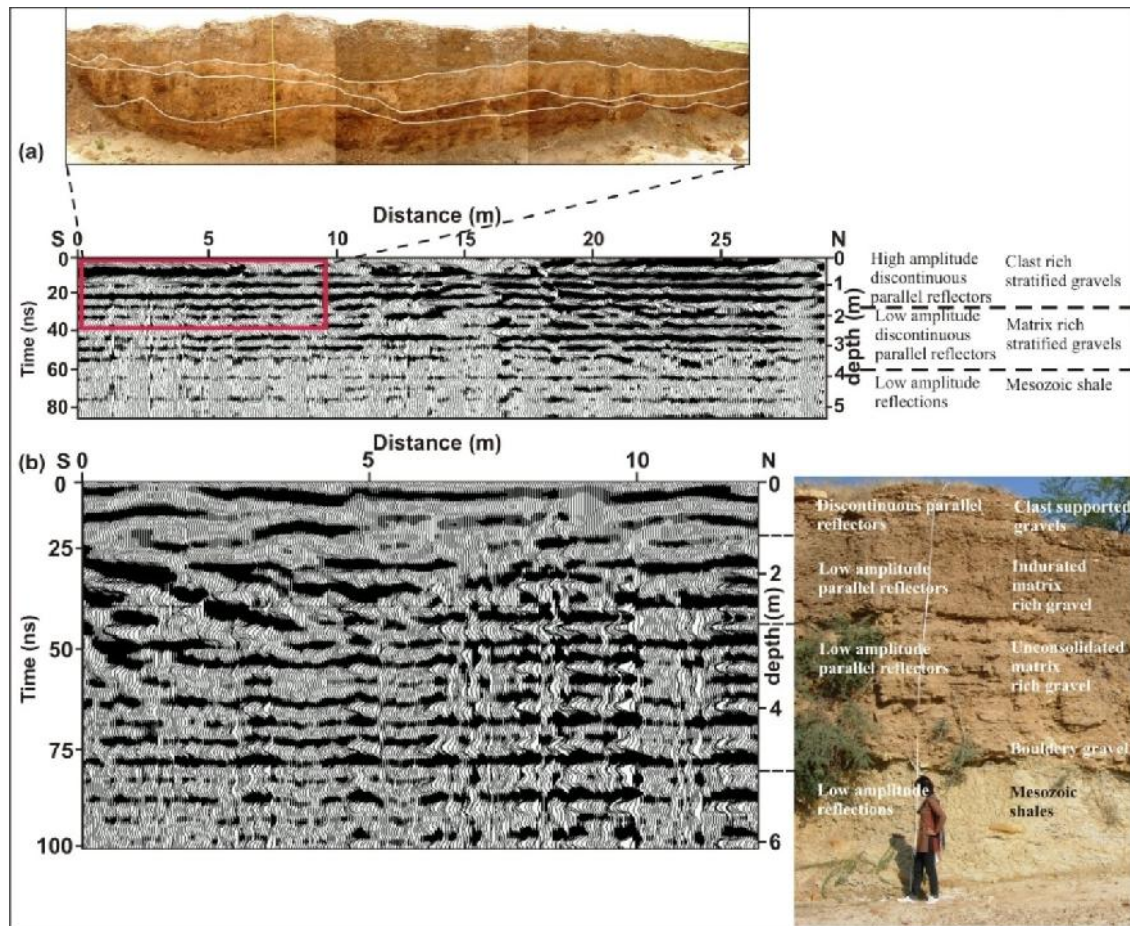 (a)
Distance (m)
S 0 5 10 15 20 25 N
0
20
40
60
80
Time (ns)
0
1
2
3
4
5
depth (m)
High amplitude
discontinuous
parallel reflectors
Clast rich
stratified gravels
Low amplitude
discontinuous
parallel reflectors
Matrix rich
stratified gravels
Low amplitude
reflections
Mesozoic shale
Distance (m)
(b) S 0 5 10 N
0
25
50
75
100
Time (ns)
0
2
4
6
depth (m)
Discontinuous parallel
reflectors
Clast supported
gravels
Low amplitude
parallel reflectors
Indurated
matrix
rich gravel
Low amplitude
parallel reflectors
Unconsolidated
matrix
rich gravel
Bouldery gravel
Low amplitude
reflections
Mesozoic
shales